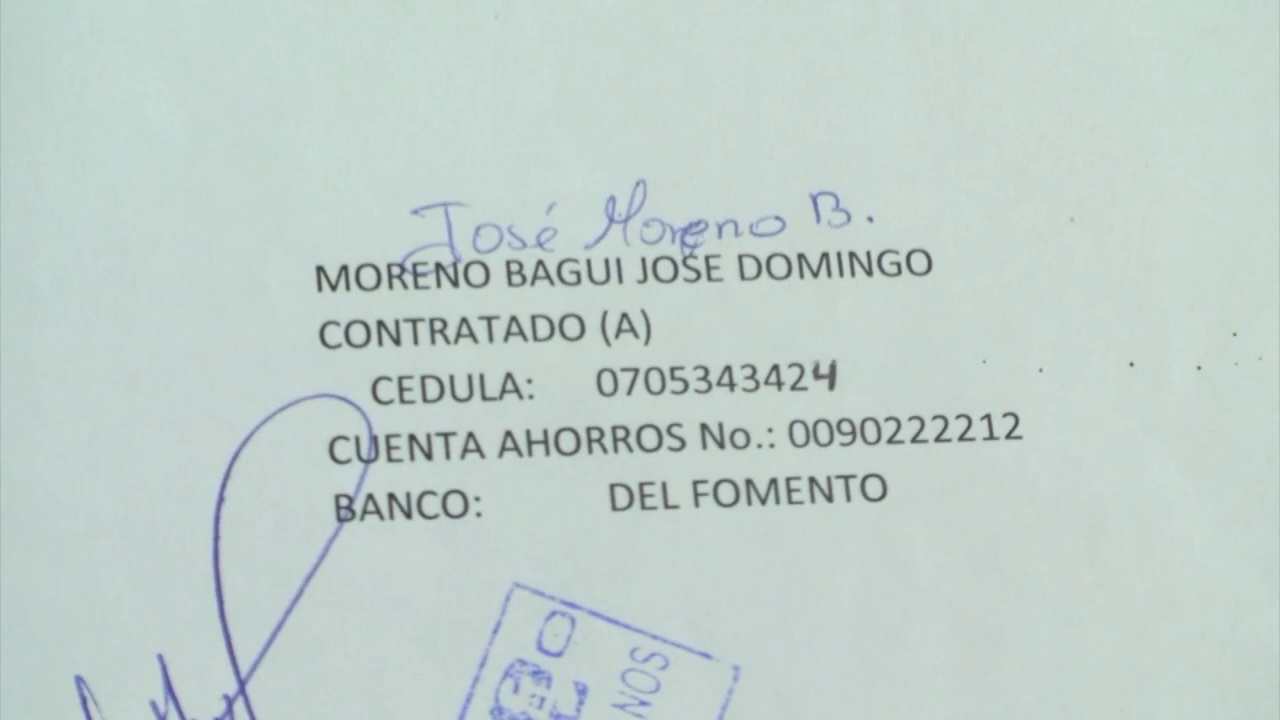 José Moreno B.
MORENO BAGUI JOSE DOMINGO
CONTRATADO (A)
CEDULA: 0705343424
CUENTA AHORROS No.: 0090222212
BANCO: DEL FOMENTO